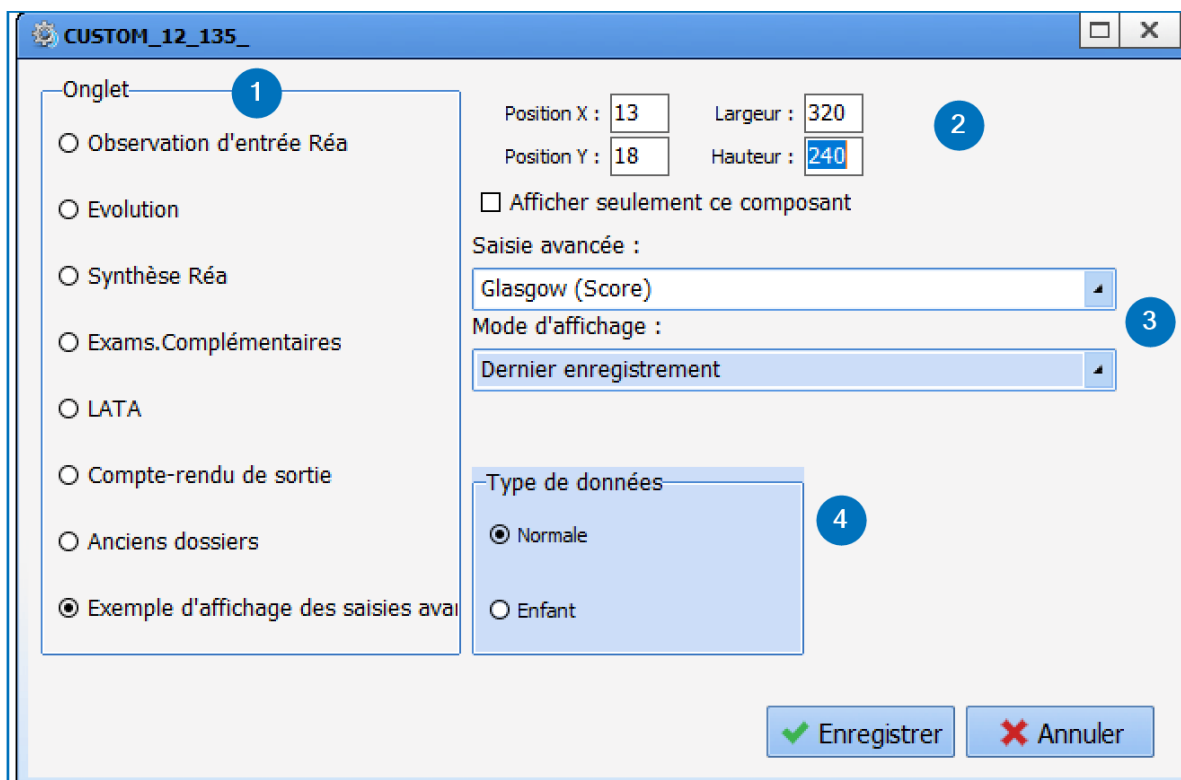 CUSTOM_12_135_
Onglet
1
Observation d'entrée Réa
Evolution
Synthèse Réa
Exams.Complémentaires
LATA
Compte-rendu de sortie
Anciens dossiers
Exemple d'affichage des saisies avai
Position X : 13 Largeur : 320
2
Position Y : 18 Hauteur : 240
Afficher seulement ce composant
Saisie avancée :
Glasgow (Score)
3
Mode d'affichage :
Dernier enregistrement
Type de données
4
Normale
Enfant
Enregistrer Annuler